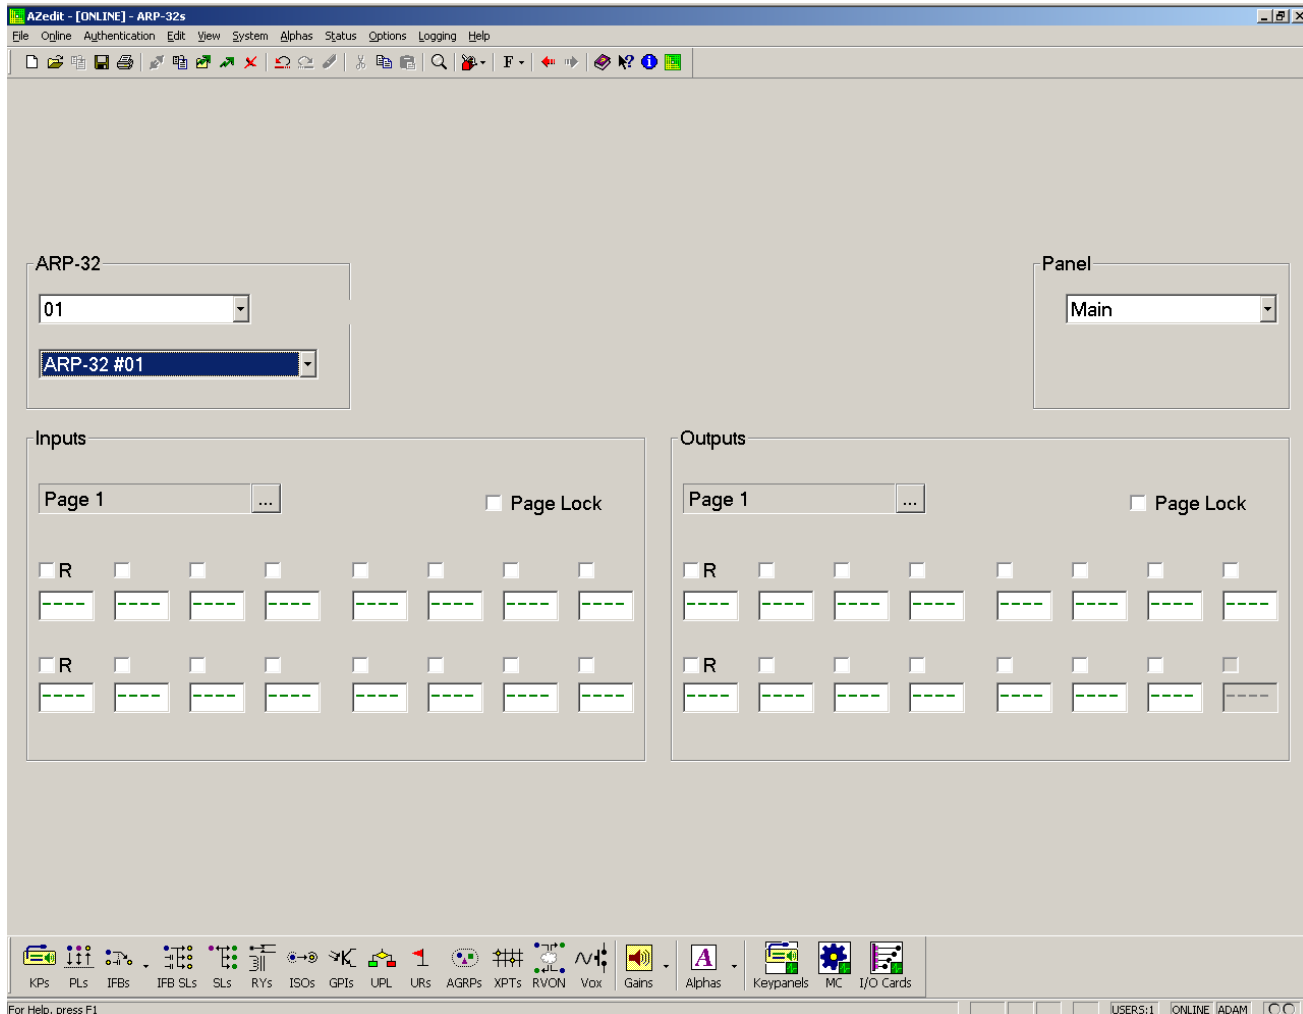 AZedit - [ONLINE] - ARP-32s
File Online Authentication Edit View System Alphas Status Options Logging Help
F
ARP-32
Panel
01
Main
ARP-32 #01
Inputs
Outputs
Page 1 ... Page Lock
Page 1 ... Page Lock
R
R
---- ---- ---- ---- ---- ---- ---- ----
---- ---- ---- ---- ---- ---- ---- ----
R
R
---- ---- ---- ---- ---- ---- ---- ----
---- ---- ---- ---- ---- ---- ---- ----
A
KPs PLs IFBs IFB SLs SLs RYs ISOs GPIs UPL URs AGRPs XPTs RVON Vox Gains Alphas Keypanels MC I/O Cards
For Help, press F1
USERS:1 ONLINE ADAM